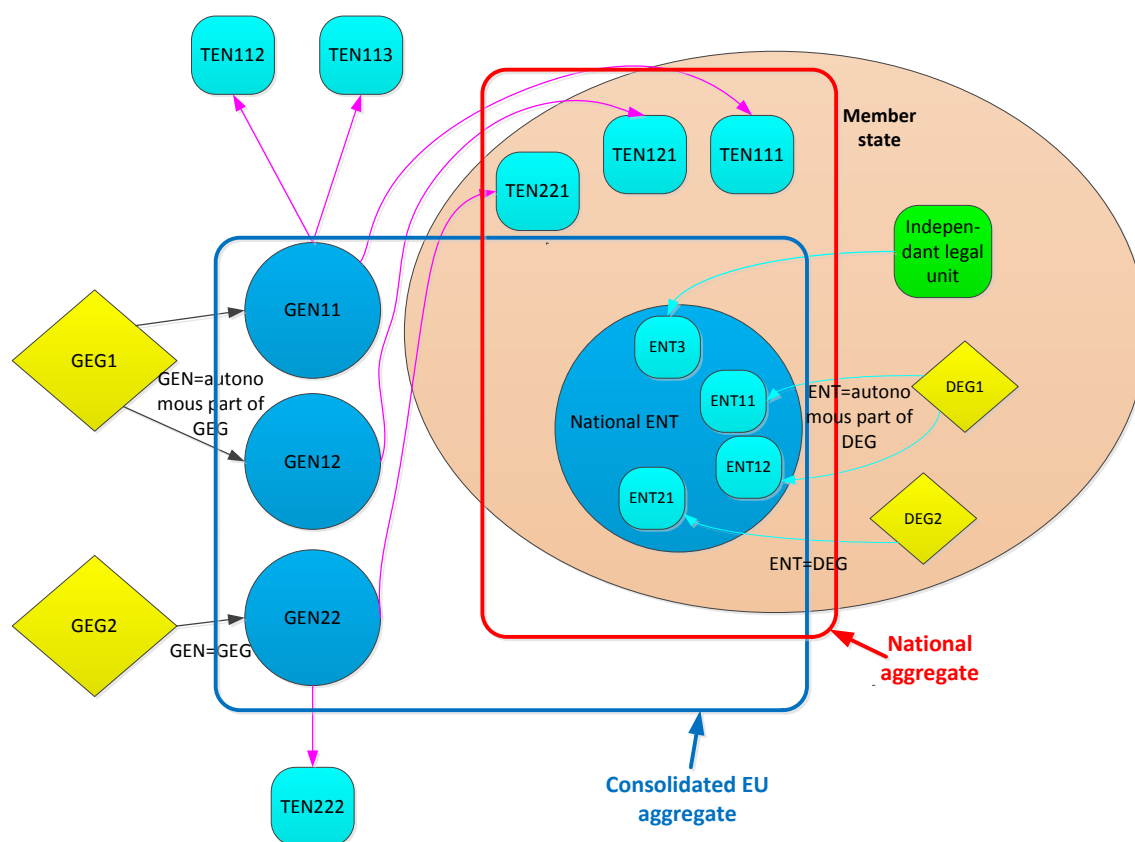 TEN112
TEN113
Member
state
TEN121
TEN111
TEN221
Indepen-
dant legal
unit
GEN11
GEG1
ENT3
GEN=autono
mous part of
GEG
ENT11
ENT=autono
mous part of
DEG
DEG1
National ENT
GEN12
ENT12
ENT21
DEG2
ENT=DEG
GEG2
GEN22
GEN=GEG
National
aggregate
Consolidated EU
aggregate
TEN222